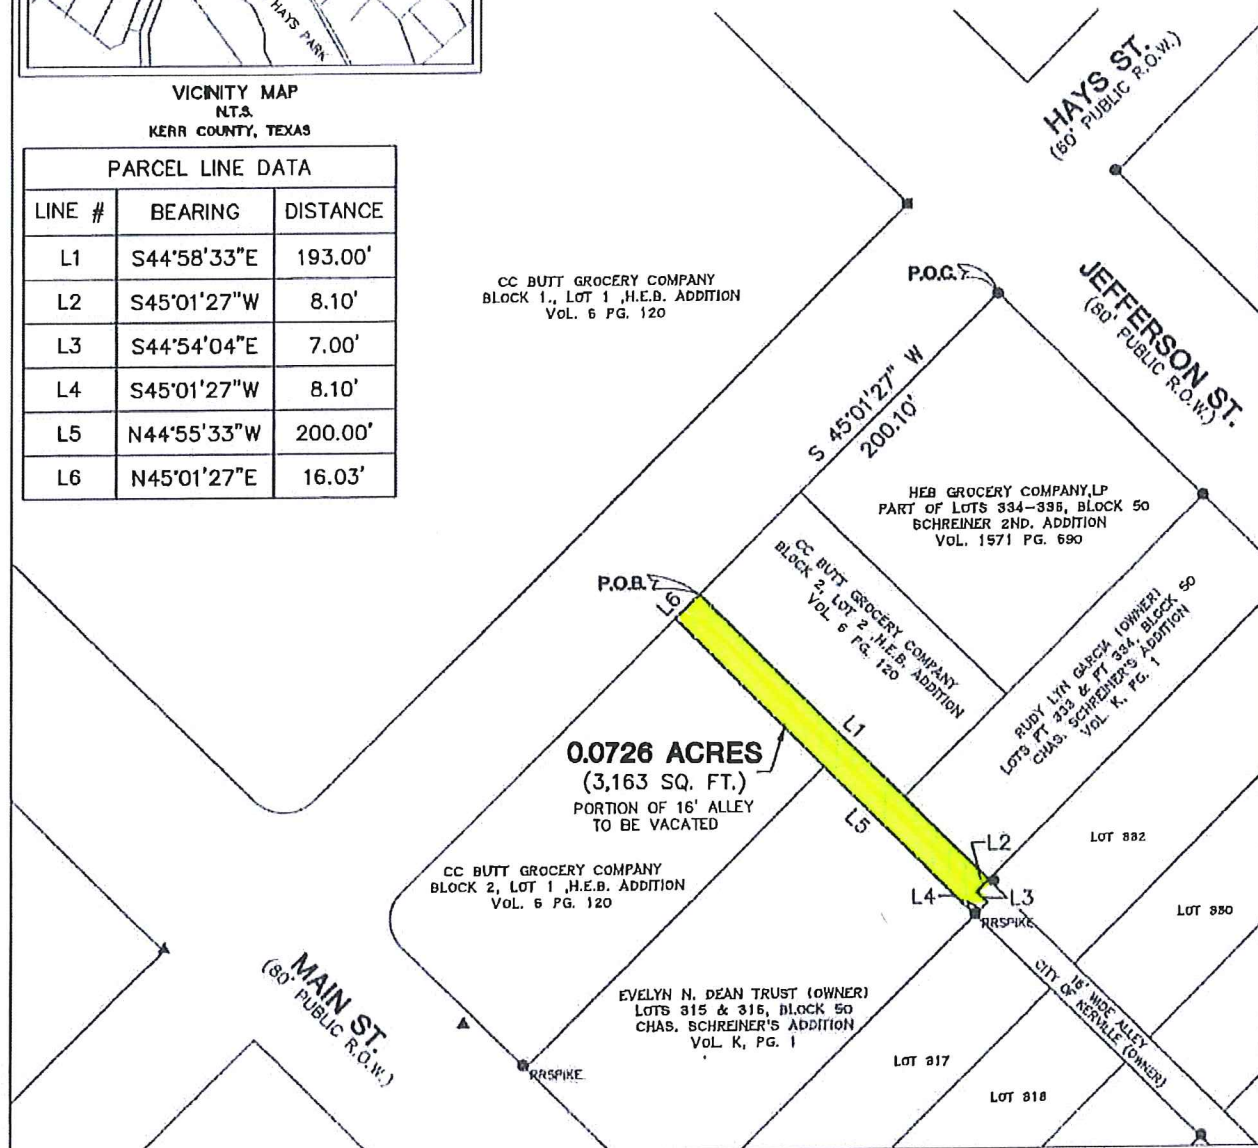 HAYS PARK
VICINITY MAP
N.T.S.
KERR COUNTY, TEXAS
PARCEL LINE DATA
LINE # BEARING DISTANCE
L1 S44°58'33"E 193.00'
L2 S45°01'27"W 8.10'
L3 S44°54'04"E 7.00'
L4 S45°01'27"W 8.10'
L5 N44°55'33"W 200.00'
L6 N45°01'27"E 16.03'
HAYS ST.
(60' PUBLIC R.O.W.)
CC BUTT GROCERY COMPANY
BLOCK 1., LOT 1 ,H.E.B. ADDITION
VOL. 6 PG. 120
P.O.C.
JEFFERSON ST.
(80' PUBLIC R.O.W.)
S 45°01'27" W
200.10'
HEB GROCERY COMPANY,LP
PART OF LOTS 334-336, BLOCK 50
SCHREINER 2ND. ADDITION
VOL. 1571 PG. 690
CC BUTT GROCERY COMPANY
BLOCK 2, LOT 2 ,H.E.B. ADDITION
VOL. 6 PG. 120
P.O.B.
L6
RUDY LYN GARCIA (OWNER)
LOTS PT 333 & PT 334, BLOCK 50
CHAS. SCHREINER'S ADDITION
VOL. K, PG. 1
L1
0.0726 ACRES
(3,163 SQ. FT.)
PORTION OF 16' ALLEY
TO BE VACATED
L5
L2
LOT 332
CC BUTT GROCERY COMPANY
BLOCK 2, LOT 1 ,H.E.B. ADDITION
VOL. 6 PG. 120
L4
L3
RRSPIKE
LOT 330
MAIN ST.
(80' PUBLIC R.O.W.)
EVELYN N. DEAN TRUST (OWNER)
LOTS 315 & 316, BLOCK 50
CHAS. SCHREINER'S ADDITION
VOL. K, PG. 1
16' WIDE ALLEY
CITY OF KERVILLE (OWNER)
RRSPIKE
LOT 317
LOT 318